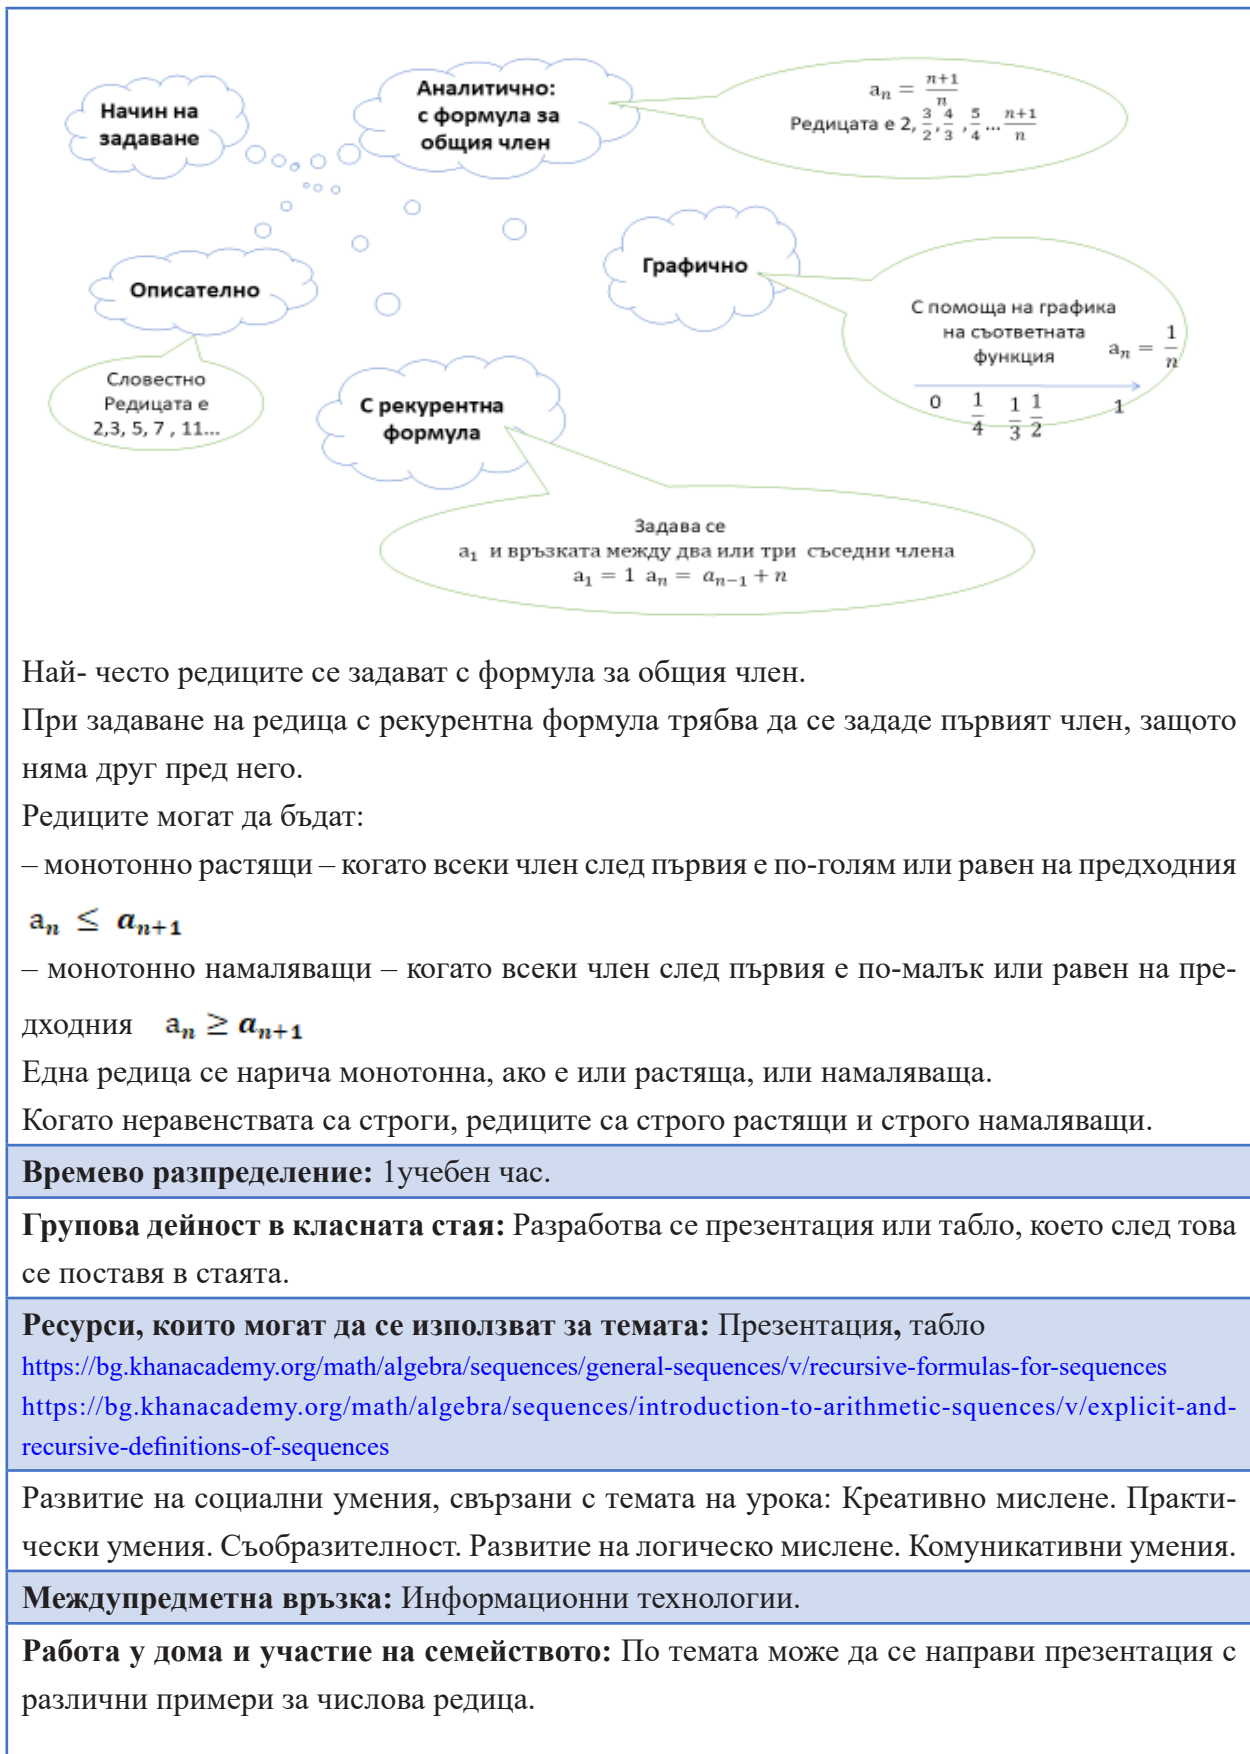 Начин на
задаване
Аналитично:
с формула за
общия член
aₙ = (n+1)/n
Редицата е 2, 3/2, 4/3 , 5/4 ... (n+1)/n
Описателно
Словестно
Редицата е
2,3, 5, 7 , 11...
Графично
С помоща на графика
на съответната
функция aₙ = 1/n
0 1/4 1/3 1/2 1
С рекурентна
формула
Задава се
a₁ и връзката между два или три съседни члена
a₁ = 1 aₙ = aₙ₋₁ + n
Най- често редиците се задават с формула за общия член.
При задаване на редица с рекурентна формула трябва да се зададе първият член, защото
няма друг пред него.
Редиците могат да бъдат:
– монотонно растящи – когато всеки член след първия е по-голям или равен на предходния
aₙ ≤ aₙ₊₁
– монотонно намаляващи – когато всеки член след първия е по-малък или равен на пре-
дходния aₙ ≥ aₙ₊₁
Една редица се нарича монотонна, ако е или растяща, или намаляваща.
Когато неравенствата са строги, редиците са строго растящи и строго намаляващи.
Времево разпределение: 1учебен час.
Групова дейност в класната стая: Разработва се презентация или табло, което след това
се поставя в стаята.
Ресурси, които могат да се използват за темата: Презентация, табло
https://bg.khanacademy.org/math/algebra/sequences/general-sequences/v/recursive-formulas-for-sequences
https://bg.khanacademy.org/math/algebra/sequences/introduction-to-arithmetic-squences/v/explicit-and-
recursive-definitions-of-sequences
Развитие на социални умения, свързани с темата на урока: Креативно мислене. Практи-
чески умения. Съобразителност. Развитие на логическо мислене. Комуникативни умения.
Междупредметна връзка: Информационни технологии.
Работа у дома и участие на семейството: По темата може да се направи презентация с
различни примери за числова редица.